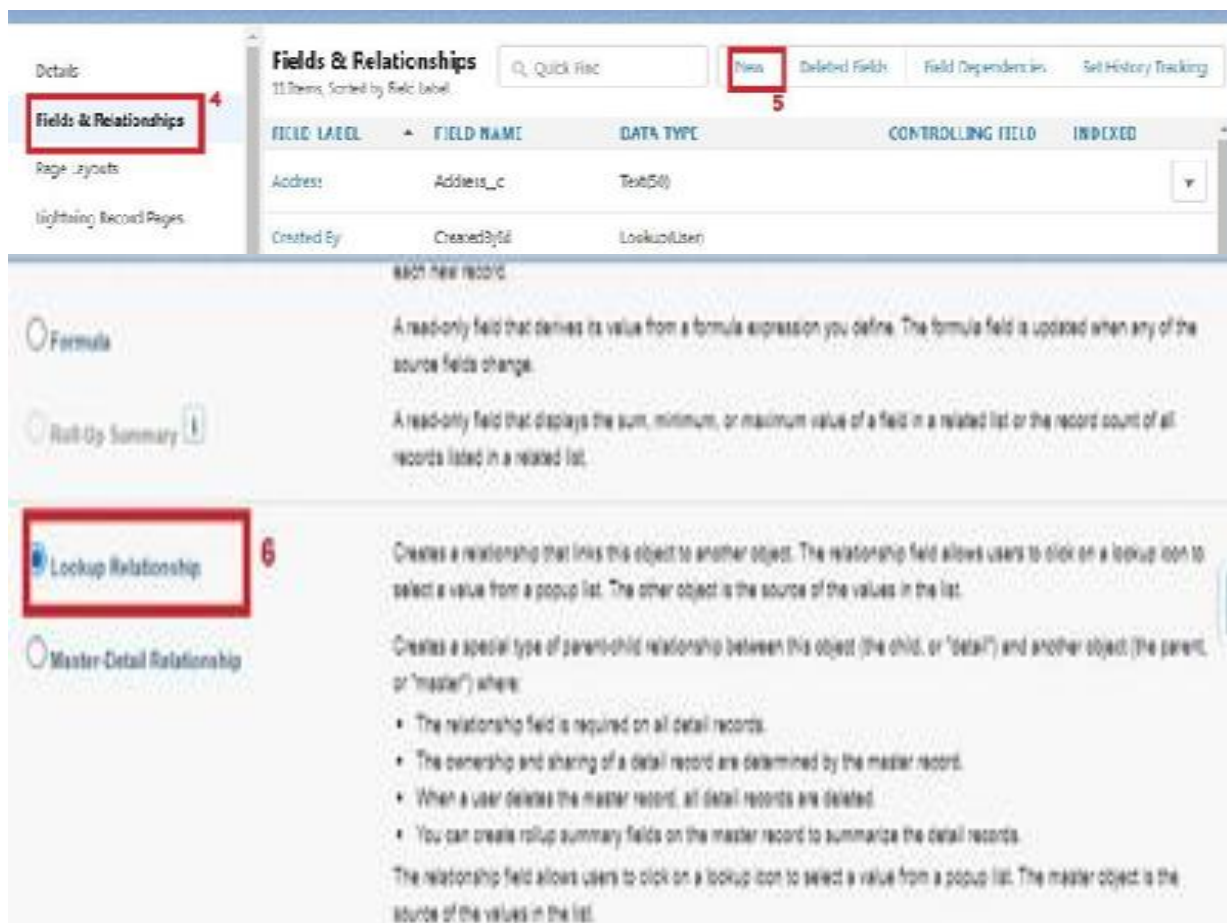 Details
Fields & Relationships
4
Page Layouts
Lightning Record Pages
Fields & Relationships
11 Items, Sorted by Field Label
Quick Find
New
5
Deleted Fields
Field Dependencies
Set History Tracking
FIELD LABEL
FIELD NAME
DATA TYPE
CONTROLLING FIELD
INDEXED
Address
Address_c
Text(50)
Created By
CreatedById
Lookup(User)
each new record.
Formula
A read-only field that derives its value from a formula expression you define. The formula field is updated when any of the
source fields change.
Roll-Up Summary
i
A read-only field that displays the sum, minimum, or maximum value of a field in a related list or the record count of all
records listed in a related list.
Lookup Relationship
6
Creates a relationship that links this object to another object. The relationship field allows users to click on a lookup icon to
select a value from a popup list. The other object is the source of the values in the list.
Master-Detail Relationship
Creates a special type of parent-child relationship between this object (the child, or "detail") and another object (the parent,
or "master") where:
• The relationship field is required on all detail records.
• The ownership and sharing of a detail record are determined by the master record.
• When a user deletes the master record, all detail records are deleted.
• You can create rollup summary fields on the master record to summarize the detail records.
The relationship field allows users to click on a lookup icon to select a value from a popup list. The master object is the
source of the values in the list.